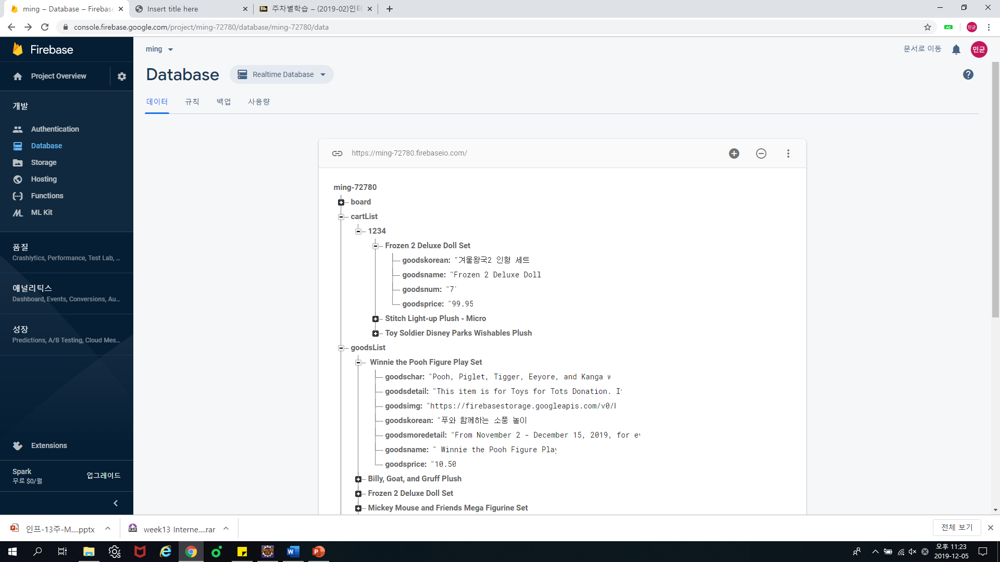 ming – Database – Firebase
Insert title here
주차별학습 – (2019-02)인터
console.firebase.google.com/project/ming-72780/database/ming-72780/data
AC
민균
Firebase
ming
문서로 이동
민균
Project Overview
Database
Realtime Database
데이터 규칙 백업 사용량
개발
Authentication
Database
Storage
Hosting
Functions
ML Kit
품질
Crashlytics, Performance, Test Lab, ...
애널리틱스
Dashboard, Events, Conversions, Au...
성장
Predictions, A/B Testing, Cloud Mes...
Extensions
Spark
무료 $0/월
업그레이드
https://ming-72780.firebaseio.com/
ming-72780
board
cartList
1234
Frozen 2 Deluxe Doll Set
goodskorean: "겨울왕국2 인형 세트
goodsname: "Frozen 2 Deluxe Doll
goodsnum: "7"
goodsprice: "99.95
Stitch Light-up Plush - Micro
Toy Soldier Disney Parks Wishables Plush
goodsList
Winnie the Pooh Figure Play Set
goodschar: "Pooh, Piglet, Tigger, Eeyore, and Kanga w
goodsdetail: "This item is for Toys for Tots Donation. I
goodsimg: "https://firebasestorage.googleapis.com/v0/b
goodskorean: "푸와 함께하는 소풍 놀이
goodsmoredetail: "From November 2 - December 15, 2019, for ev
goodsname: " Winnie the Pooh Figure Play
goodsprice: "10.50
Billy, Goat, and Gruff Plush
Frozen 2 Deluxe Doll Set
Mickey Mouse and Friends Mega Figurine Set
인프-13주-M....pptx
week13 Interne....rar
전체 보기
오후 11:23
2019-12-05